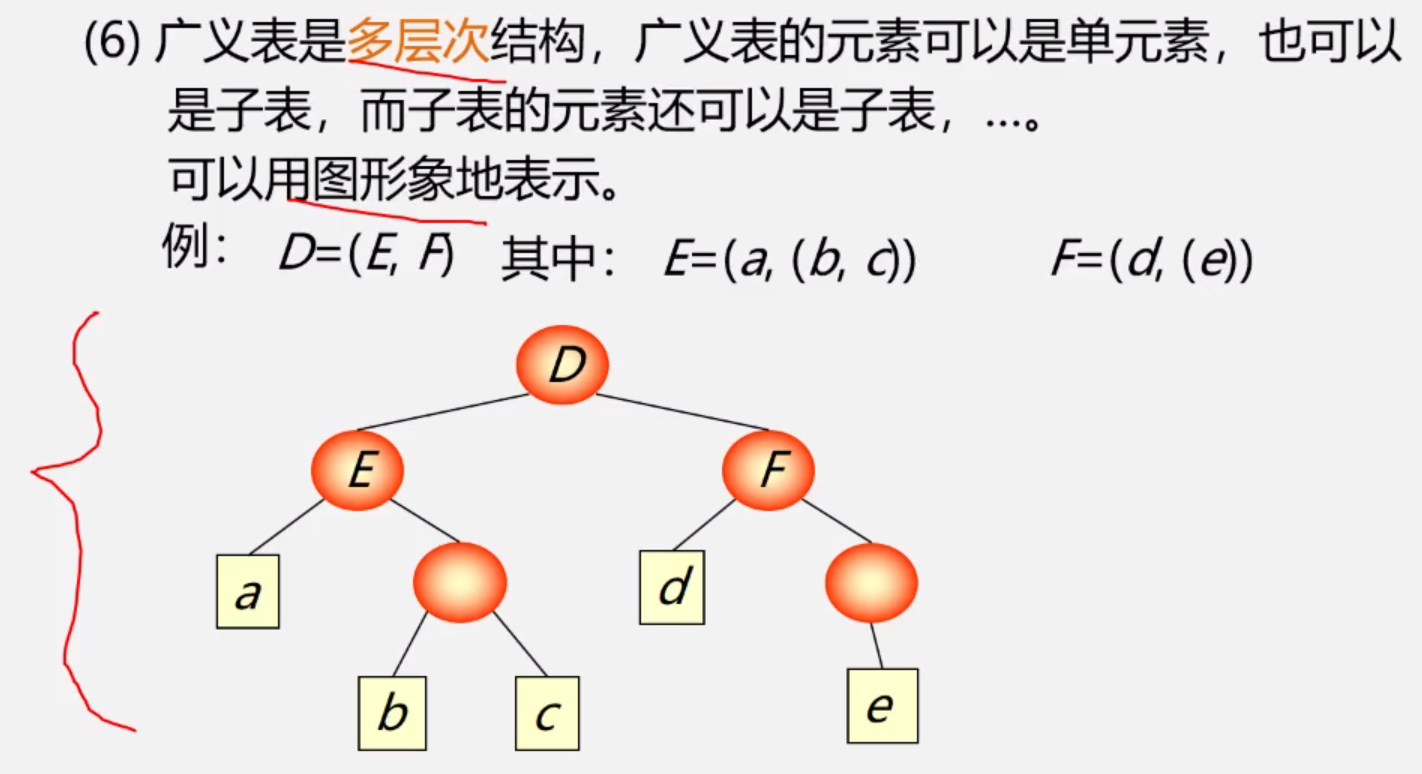 (6) 广义表是多层次结构，广义表的元素可以是单元素，也可以
是子表，而子表的元素还可以是子表，…。
可以用图形象地表示。
例： D=(E, F) 其中： E=(a, (b, c)) F=(d, (e))
D
E F
a d
b c e